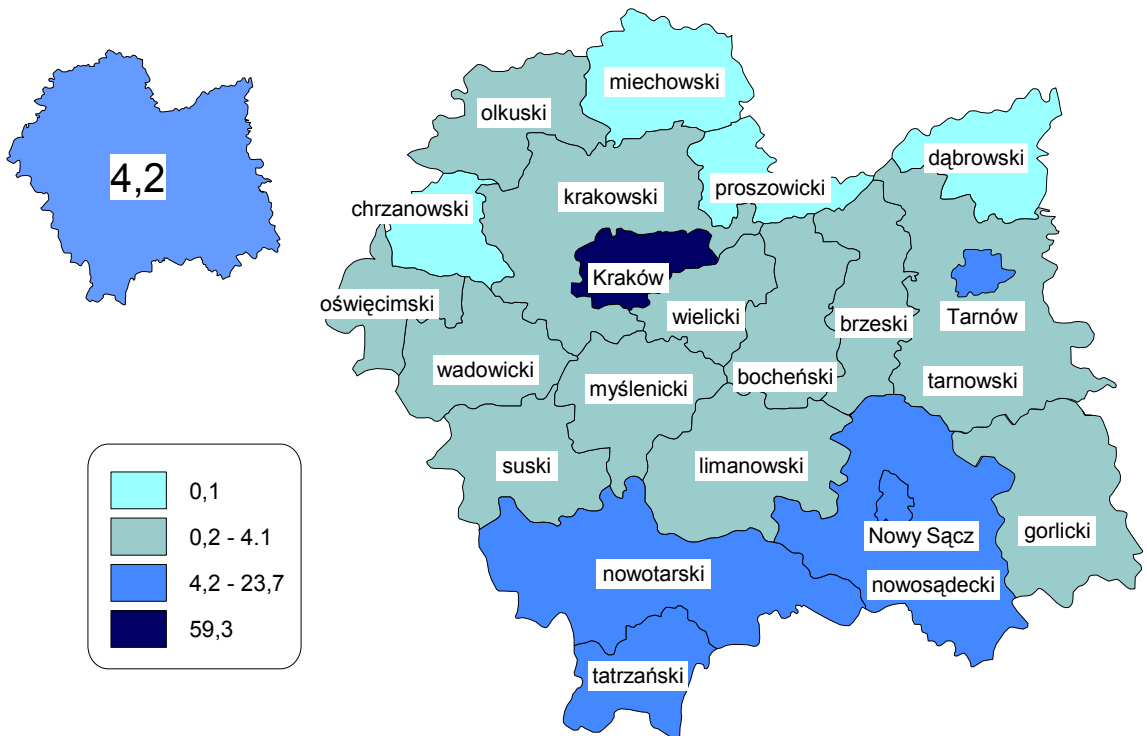 miechowski
olkuski
dąbrowski
4,2
krakowski
proszowicki
chrzanowski
Kraków
oświęcimski
wielicki
brzeski
Tarnów
wadowicki
myślenicki
bocheński
tarnowski
suski
limanowski
0,1
0,2 - 4.1
4,2 - 23,7
59,3
Nowy Sącz
gorlicki
nowotarski
nowosądecki
tatrzański